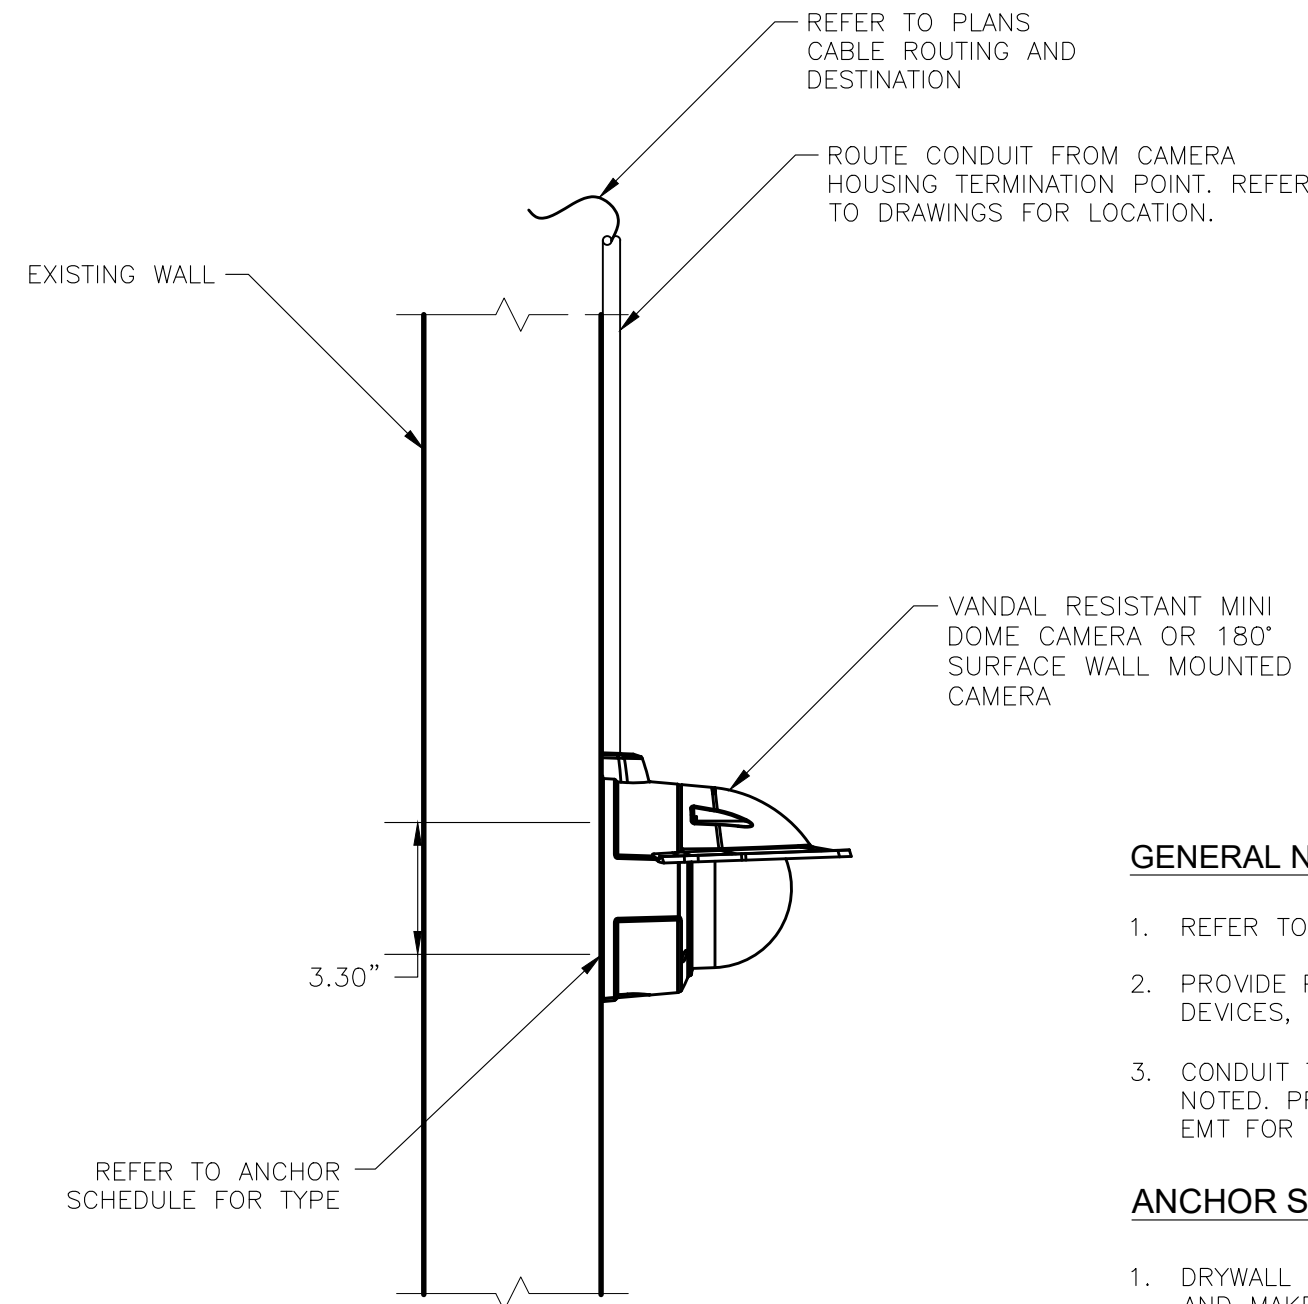 REFER TO PLANS
CABLE ROUTING AND
DESTINATION
ROUTE CONDUIT FROM CAMERA
HOUSING TERMINATION POINT. REFER
TO DRAWINGS FOR LOCATION.
EXISTING WALL
VANDAL RESISTANT MINI
DOME CAMERA OR 180°
SURFACE WALL MOUNTED
CAMERA
3.30"
REFER TO ANCHOR
SCHEDULE FOR TYPE
GENERAL
1. REFER TO
2. PROVIDE
DEVICES,
3. CONDUIT
NOTED.
EMT FOR
ANCHOR
1. DRYWALL
AND MAKE